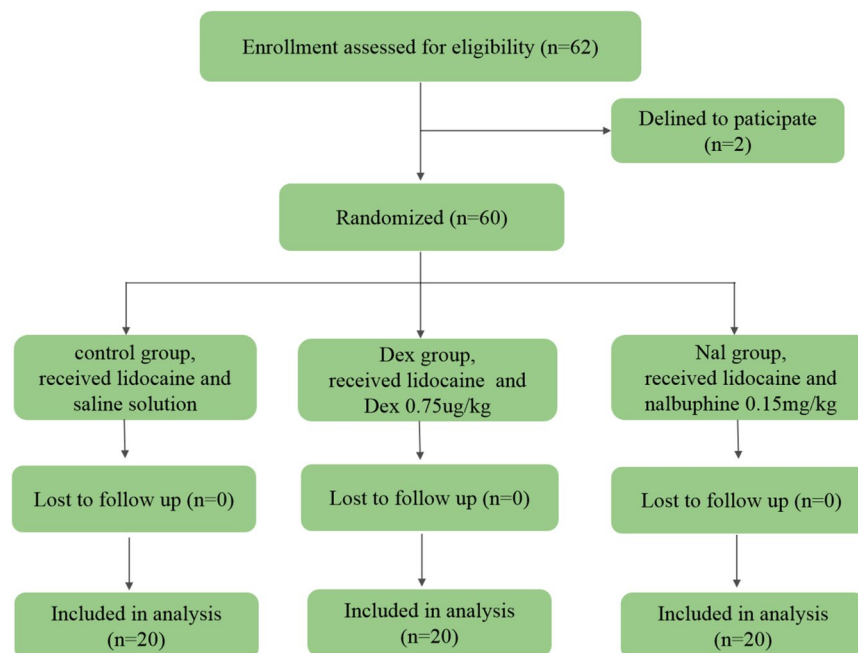 Enrollment assessed for eligibility (n=62)
Delined to paticipate
(n=2)
Randomized (n=60)
control group,
received lidocaine and
saline solution
Dex group,
received lidocaine and
Dex 0.75ug/kg
Nal group,
received lidocaine and
nalbuphine 0.15mg/kg
Lost to follow up (n=0)
Lost to follow up (n=0)
Lost to follow up (n=0)
Included in analysis
(n=20)
Included in analysis
(n=20)
Included in analysis
(n=20)